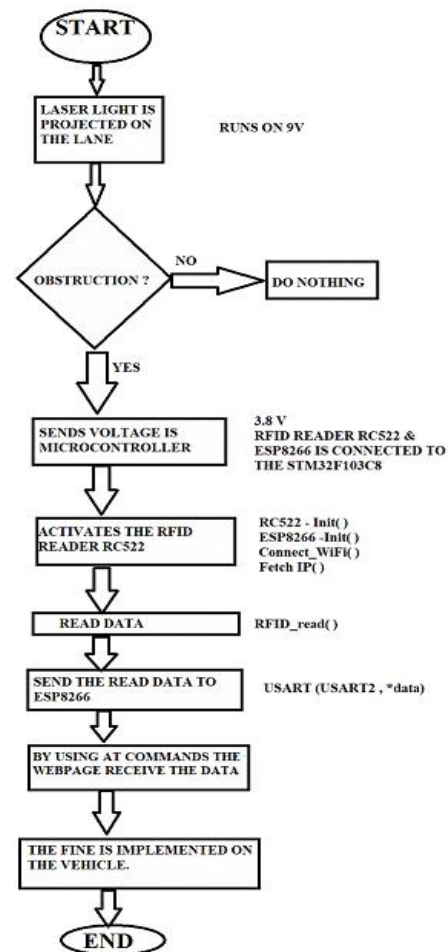 START
LASER LIGHT IS
PROJECTED ON
THE LANE
RUNS ON 9V
OBSTRUCTION ?
NO
DO NOTHING
YES
SENDS VOLTAGE IS
MICROCONTROLLER
3.8 V
RFID READER RC522 &
ESP8266 IS CONNECTED TO
THE STM32F103C8
ACTIVATES THE RFID
READER RC522
RC522 - Init( )
ESP8266 -Init( )
Connect_WiFi( )
Fetch IP( )
READ DATA
RFID_read( )
SEND THE READ DATA TO
ESP8266
USART (USART2 , *data)
BY USING AT COMMANDS THE
WEBPAGE RECEIVE THE DATA
THE FINE IS IMPLEMENTED ON
THE VEHICLE.
END